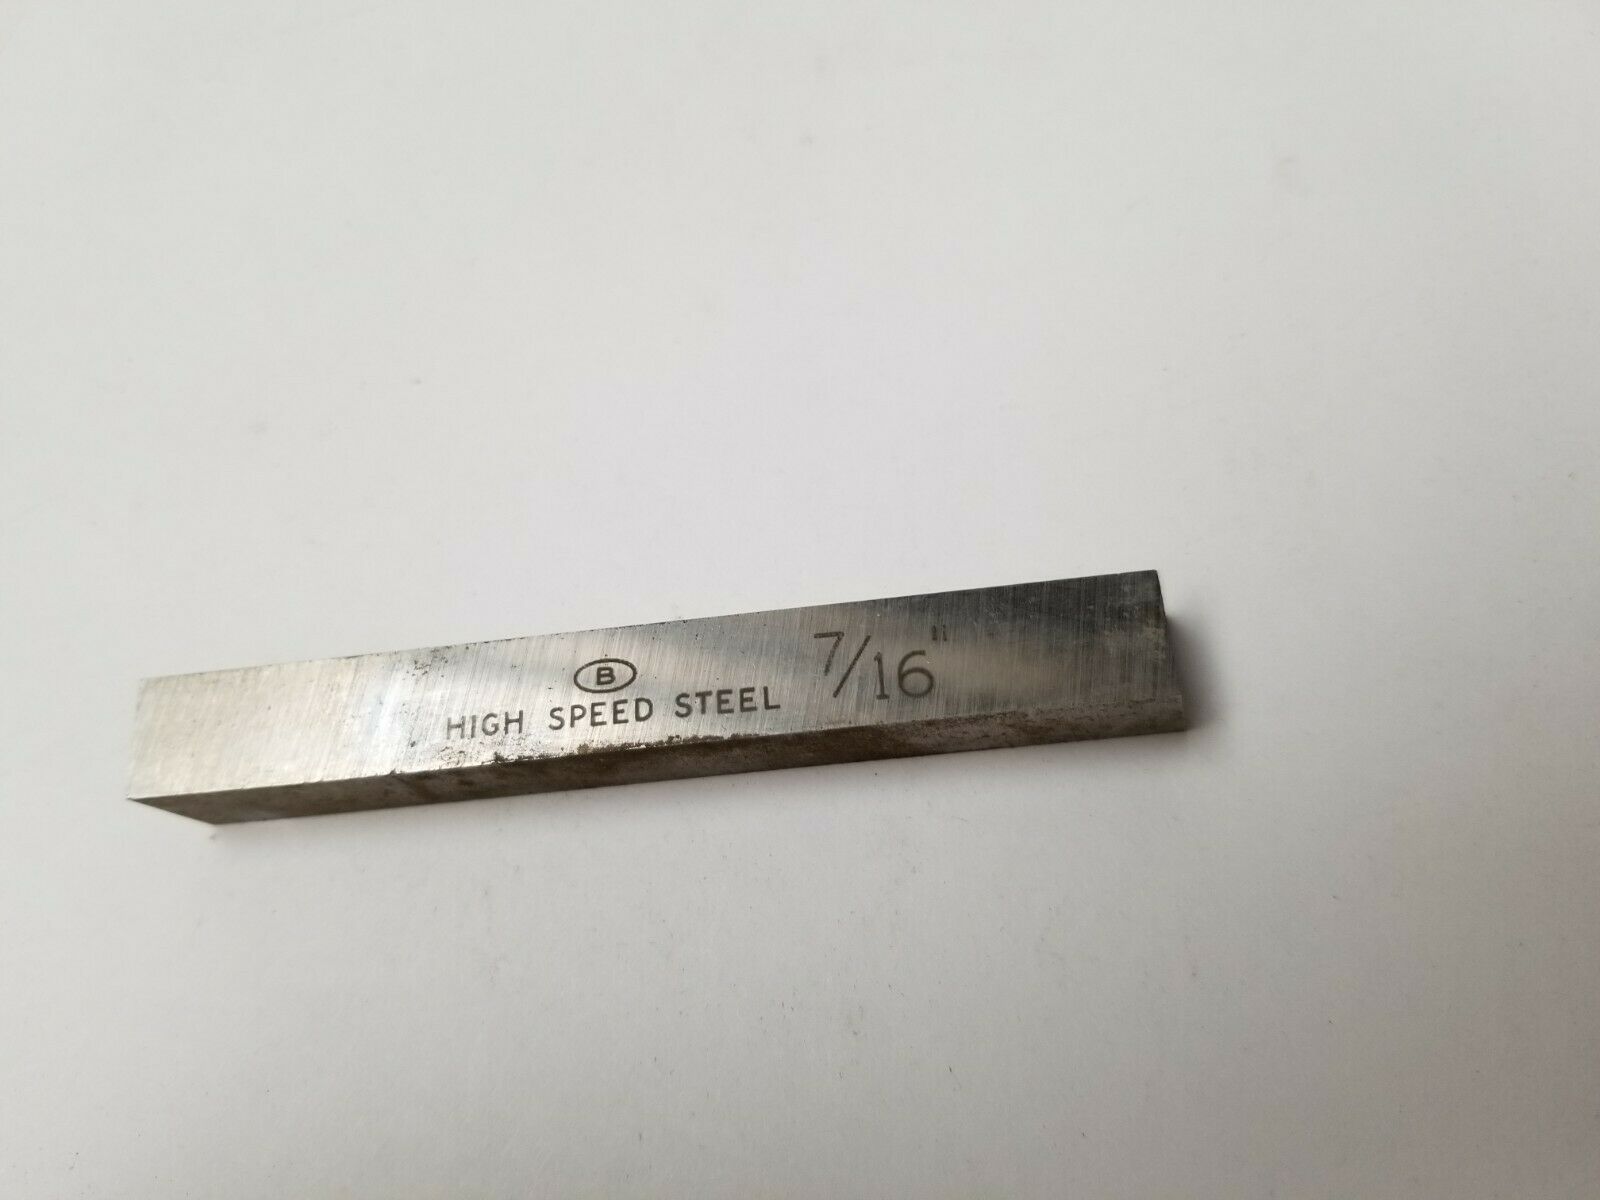 B
HIGH SPEED STEEL 7/16"